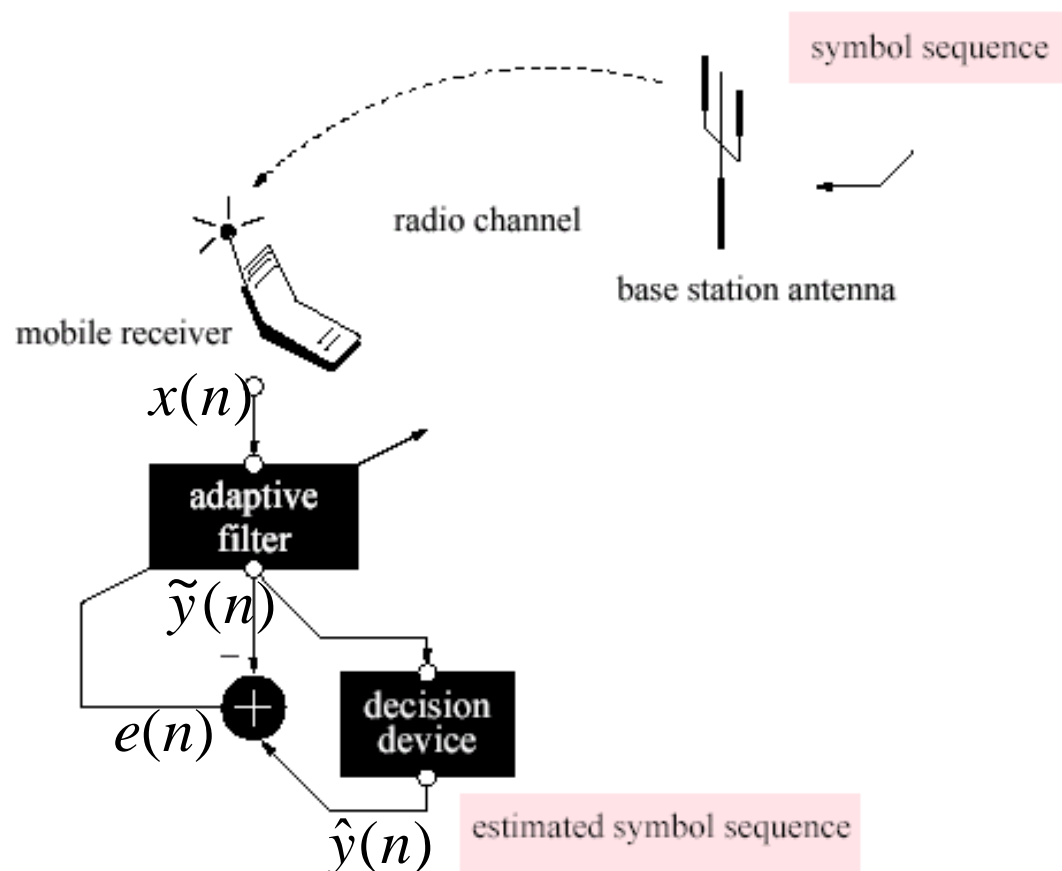 symbol sequence
radio channel
base station antenna
mobile receiver
x(n)
adaptive
filter
ỹ(n)
−
+
e(n)
decision
device
ŷ(n)
estimated symbol sequence